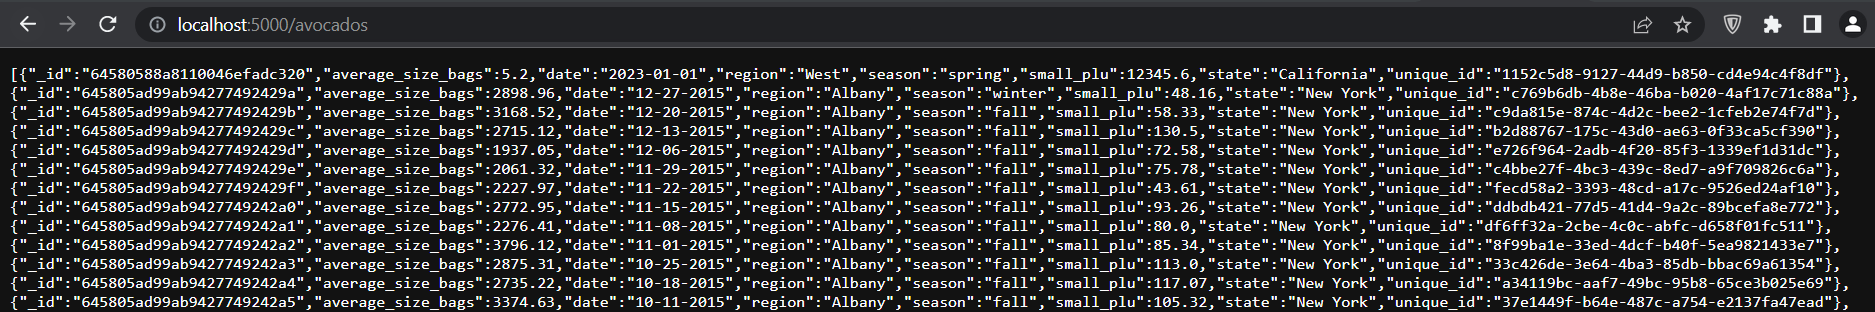 localhost:5000/avocados
[{"_id":"64580588a8110046efadc320","average_size_bags":5.2,"date":"2023-01-01","region":"West","season":"spring","small_plu":12345.6,"state":"California","unique_id":"1152c5d8-9127-44d9-b850-cd4e94c4f8df"},
{"_id":"645805ad99ab94277492429a","average_size_bags":2898.96,"date":"12-27-2015","region":"Albany","season":"winter","small_plu":48.16,"state":"New York","unique_id":"c769b6db-4b8e-46ba-b020-4af17c71c88a"},
{"_id":"645805ad99ab94277492429b","average_size_bags":3168.52,"date":"12-20-2015","region":"Albany","season":"fall","small_plu":58.33,"state":"New York","unique_id":"c9da815e-874c-4d2c-bee2-1cfeb2e74f7d"},
{"_id":"645805ad99ab94277492429c","average_size_bags":2715.12,"date":"12-13-2015","region":"Albany","season":"fall","small_plu":130.5,"state":"New York","unique_id":"b2d88767-175c-43d0-ae63-0f33ca5cf390"},
{"_id":"645805ad99ab94277492429d","average_size_bags":1937.05,"date":"12-06-2015","region":"Albany","season":"fall","small_plu":72.58,"state":"New York","unique_id":"e726f964-2adb-4f20-85f3-1339ef1d31dc"},
{"_id":"645805ad99ab94277492429e","average_size_bags":2061.32,"date":"11-29-2015","region":"Albany","season":"fall","small_plu":75.78,"state":"New York","unique_id":"c4bbe27f-4bc3-439c-8ed7-a9f709826c6a"},
{"_id":"645805ad99ab94277492429f","average_size_bags":2227.97,"date":"11-22-2015","region":"Albany","season":"fall","small_plu":43.61,"state":"New York","unique_id":"fecd58a2-3393-48cd-a17c-9526ed24af10"},
{"_id":"645805ad99ab9427749242a0","average_size_bags":2772.95,"date":"11-15-2015","region":"Albany","season":"fall","small_plu":93.26,"state":"New York","unique_id":"ddbdb421-77d5-41d4-9a2c-89bcefa8e772"},
{"_id":"645805ad99ab9427749242a1","average_size_bags":2276.41,"date":"11-08-2015","region":"Albany","season":"fall","small_plu":80.0,"state":"New York","unique_id":"df6ff32a-2cbe-4c0c-abfc-d658f01fc511"},
{"_id":"645805ad99ab9427749242a2","average_size_bags":3796.12,"date":"11-01-2015","region":"Albany","season":"fall","small_plu":85.34,"state":"New York","unique_id":"8f99ba1e-33ed-4dcf-b40f-5ea9821433e7"},
{"_id":"645805ad99ab9427749242a3","average_size_bags":2875.31,"date":"10-25-2015","region":"Albany","season":"fall","small_plu":113.0,"state":"New York","unique_id":"33c426de-3e64-4ba3-85db-bbac69a61354"},
{"_id":"645805ad99ab9427749242a4","average_size_bags":2735.22,"date":"10-18-2015","region":"Albany","season":"fall","small_plu":117.07,"state":"New York","unique_id":"a34119bc-aaf7-49bc-95b8-65ce3b025e69"},
{"_id":"645805ad99ab9427749242a5","average_size_bags":3374.63,"date":"10-11-2015","region":"Albany","season":"fall","small_plu":105.32,"state":"New York","unique_id":"37e1449f-b64e-487c-a754-e2137fa47ead"},